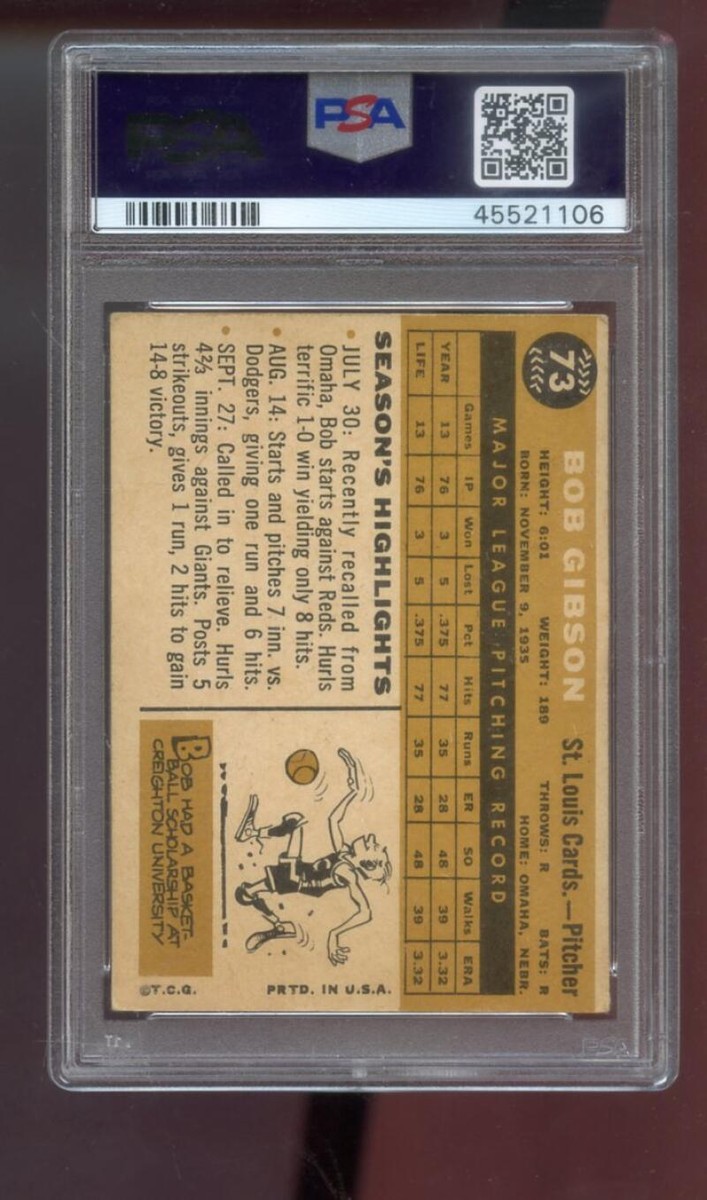 PSA
45521106
73
BOB GIBSON St. Louis Cards.—Pitcher
HEIGHT: 6:01 WEIGHT: 189 THROWS: R BATS: R
BORN: NOVEMBER 9, 1935 HOME: OMAHA, NEBR.
MAJOR LEAGUE PITCHING RECORD
Games IP Won Lost Pct Hits Runs ER SO Walks ERA
YEAR 13 76 3 5 .375 77 35 28 48 39 3.32
LIFE 13 76 3 5 .375 77 35 28 48 39 3.32
SEASON'S HIGHLIGHTS
• JULY 30: Recently recalled from
Omaha, Bob starts against Reds. Hurls
terrific 1-0 win yielding only 8 hits.
• AUG. 14: Starts and pitches 7 inn. vs.
Dodgers, giving one run and 6 hits.
• SEPT. 27: Called in to relieve. Hurls
4⅔ innings against Giants. Posts 5
strikeouts, gives 1 run, 2 hits to gain
14-8 victory.
BOB HAD A BASKET-
BALL SCHOLARSHIP AT
CREIGHTON UNIVERSITY
©T.C.G. PRTD. IN U.S.A.
PSA